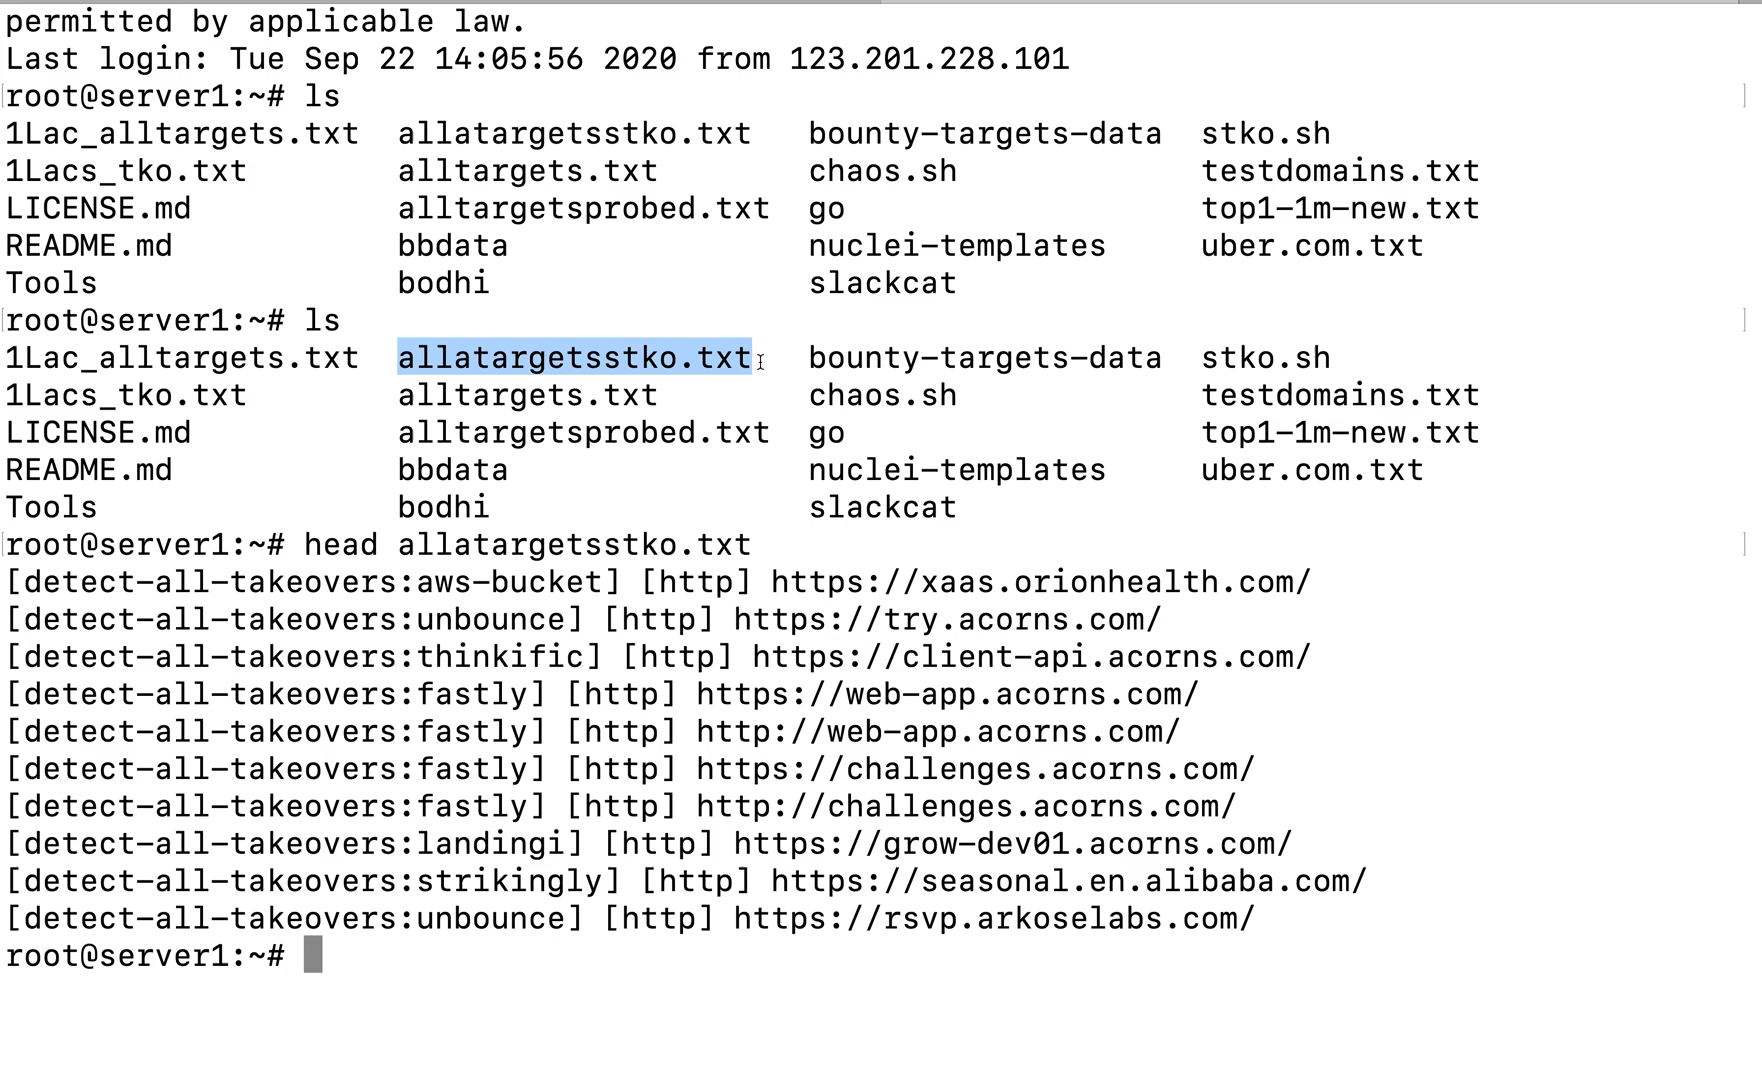 permitted by applicable law.
Last login: Tue Sep 22 14:05:56 2020 from 123.201.228.101
root@server1:~# ls
1Lac_alltargets.txt  allatargetsstko.txt   bounty-targets-data  stko.sh
1Lacs_tko.txt        alltargets.txt        chaos.sh             testdomains.txt
LICENSE.md           alltargetsprobed.txt  go                   top1-1m-new.txt
README.md            bbdata                nuclei-templates     uber.com.txt
Tools                bodhi                 slackcat
root@server1:~# ls
1Lac_alltargets.txt  allatargetsstko.txt   bounty-targets-data  stko.sh
1Lacs_tko.txt        alltargets.txt        chaos.sh             testdomains.txt
LICENSE.md           alltargetsprobed.txt  go                   top1-1m-new.txt
README.md            bbdata                nuclei-templates     uber.com.txt
Tools                bodhi                 slackcat
root@server1:~# head allatargetsstko.txt
[detect-all-takeovers:aws-bucket] [http] https://xaas.orionhealth.com/
[detect-all-takeovers:unbounce] [http] https://try.acorns.com/
[detect-all-takeovers:thinkific] [http] https://client-api.acorns.com/
[detect-all-takeovers:fastly] [http] https://web-app.acorns.com/
[detect-all-takeovers:fastly] [http] http://web-app.acorns.com/
[detect-all-takeovers:fastly] [http] https://challenges.acorns.com/
[detect-all-takeovers:fastly] [http] http://challenges.acorns.com/
[detect-all-takeovers:landingi] [http] https://grow-dev01.acorns.com/
[detect-all-takeovers:strikingly] [http] https://seasonal.en.alibaba.com/
[detect-all-takeovers:unbounce] [http] https://rsvp.arkoselabs.com/
root@server1:~#